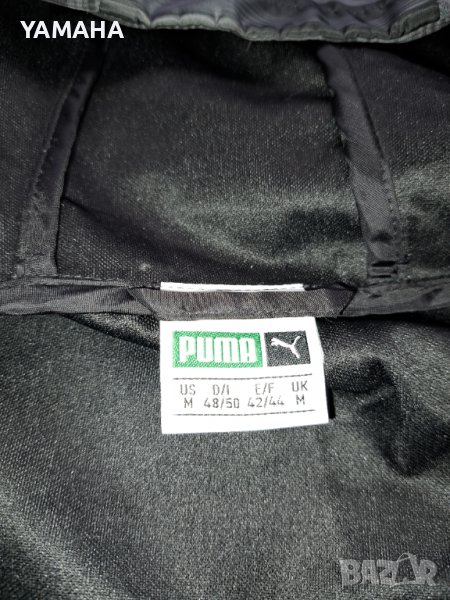 YAMAHA
PUMA
US D/I E/F UK
M 48/50 42/44 M
BAZAR